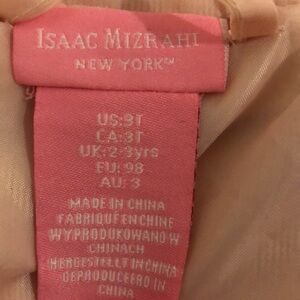 ISAAC MIZRAHI
NEW YORK™
US:3T
CA:3T
UK:2-3yrs
EU: 98
AU: 3
MADE IN CHINA
FABRIQUE EN CHINE
WYPRODUKOWANO W
CHINACH
HERGESTELLT IN CHINA
GEPRODUCEERD IN
CHINA